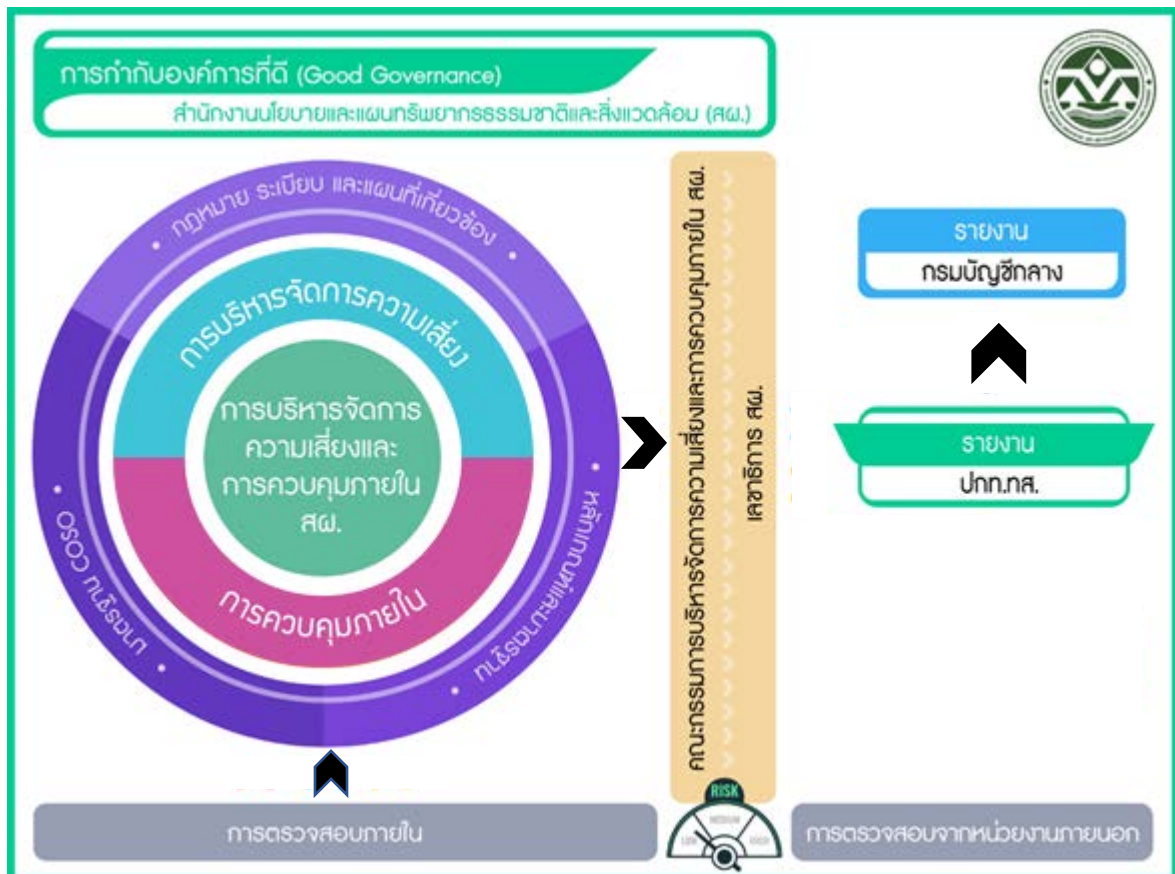 การกำกับองค์การที่ดี (Good Governance)
สำนักงานนโยบายและแผนทรัพยากรธรรมชาติและสิ่งแวดล้อม (สผ.)
• กฎหมาย ระเบียบ และแผนที่เกี่ยวข้อง •
การบริหารจัดการความเสี่ยง
การบริหารจัดการ
ความเสี่ยงและ
การควบคุมภายใน
สผ.
การควบคุมภายใน
• มาตรฐาน COSO •
• หลักเกณฑ์และมาตรฐาน •
คณะกรรมการบริหารจัดการความเสี่ยงและการควบคุมภายใน สผ.
เลขาธิการ สผ.
รายงาน
กรมบัญชีกลาง
รายงาน
ปกท.ทส.
การตรวจสอบภายใน
RISK
LOW
MEDIUM
HIGH
การตรวจสอบจากหน่วยงานภายนอก